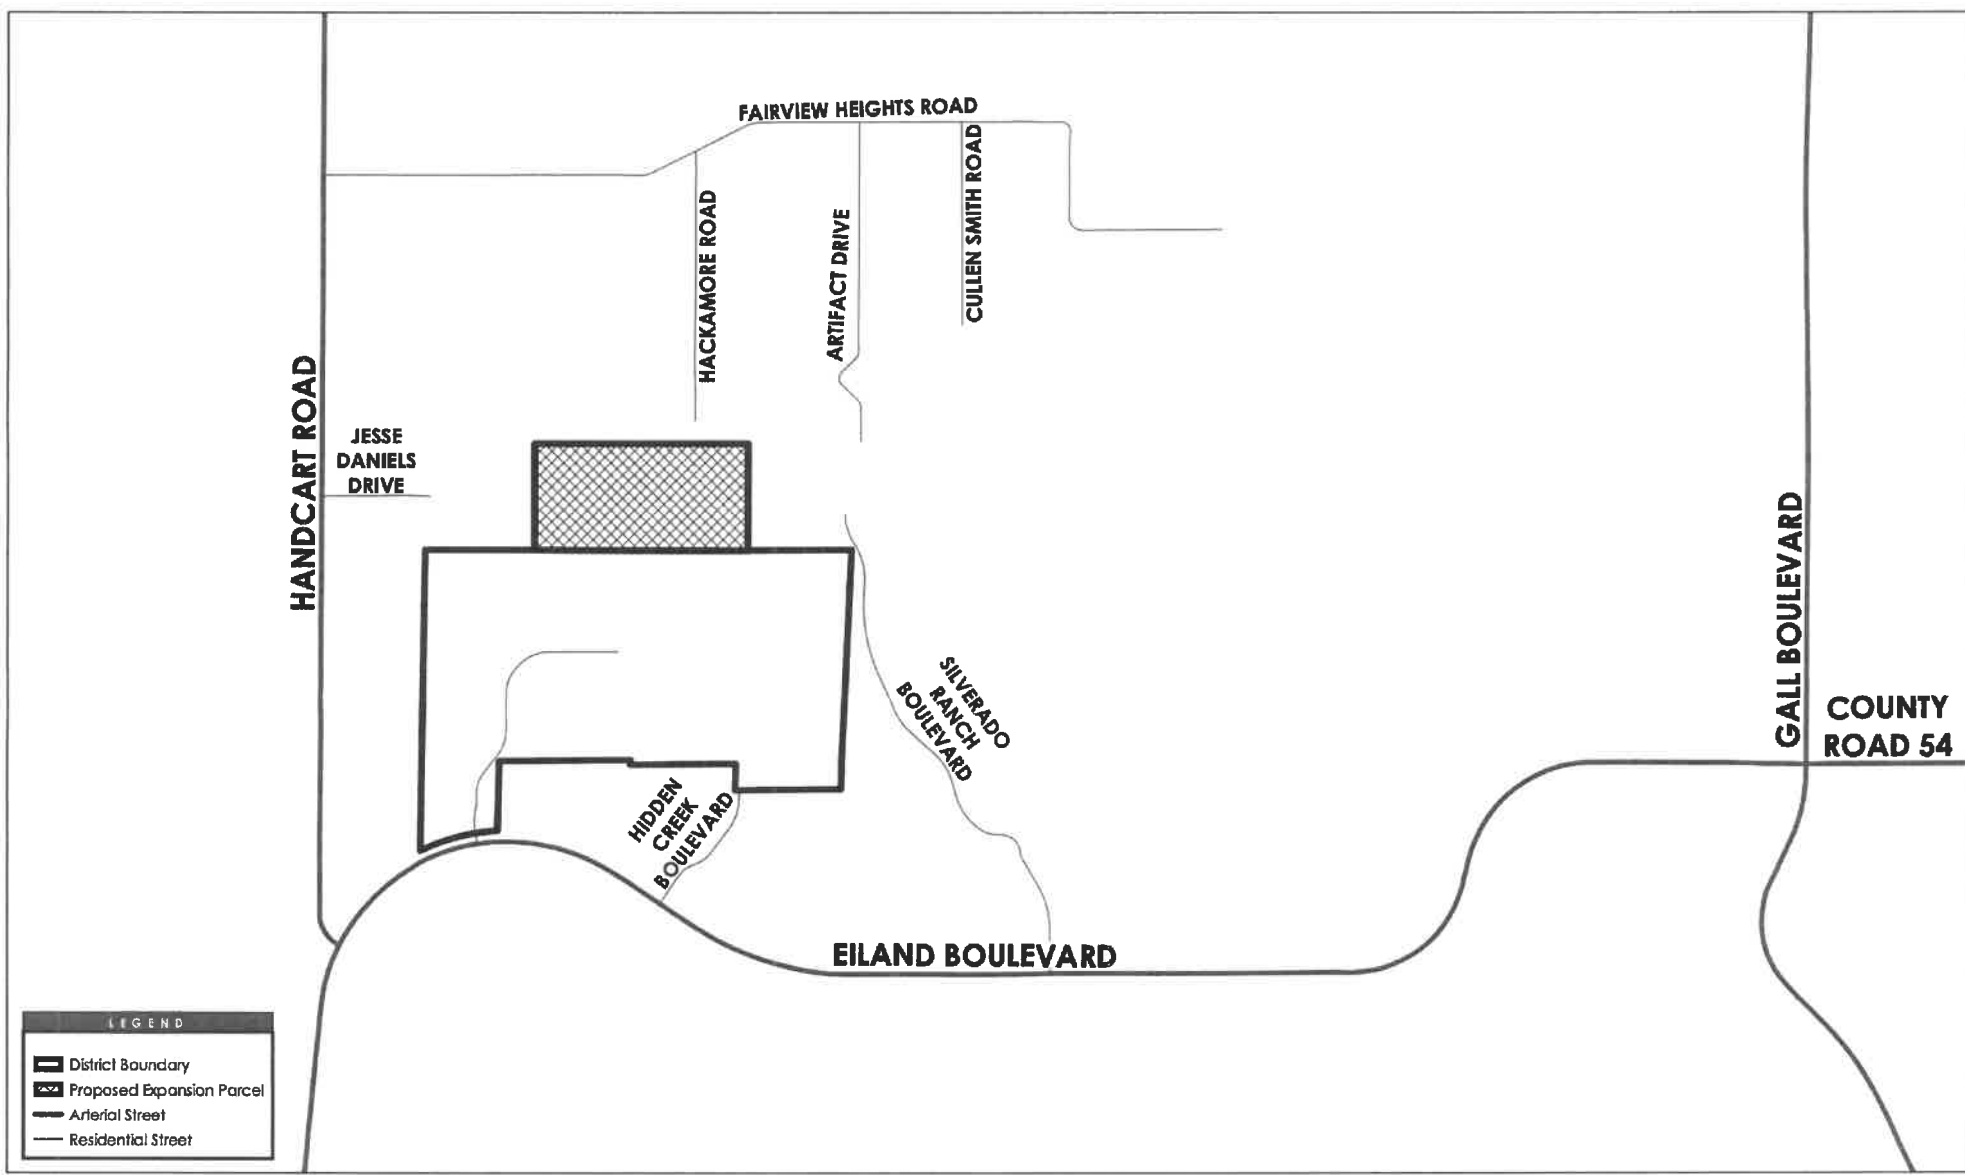 FAIRVIEW HEIGHTS ROAD
HACKAMORE ROAD
ARTIFACT DRIVE
CULLEN SMITH ROAD
HANDCART ROAD
JESSE
DANIELS
DRIVE
SILVERADO
RANCH
BOULEVARD
GALL BOULEVARD
COUNTY
ROAD 54
HIDDEN
CREEK
BOULEVARD
EILAND BOULEVARD
LEGEND
District Boundary
Proposed Expansion Parcel
Arterial Street
Residential Street